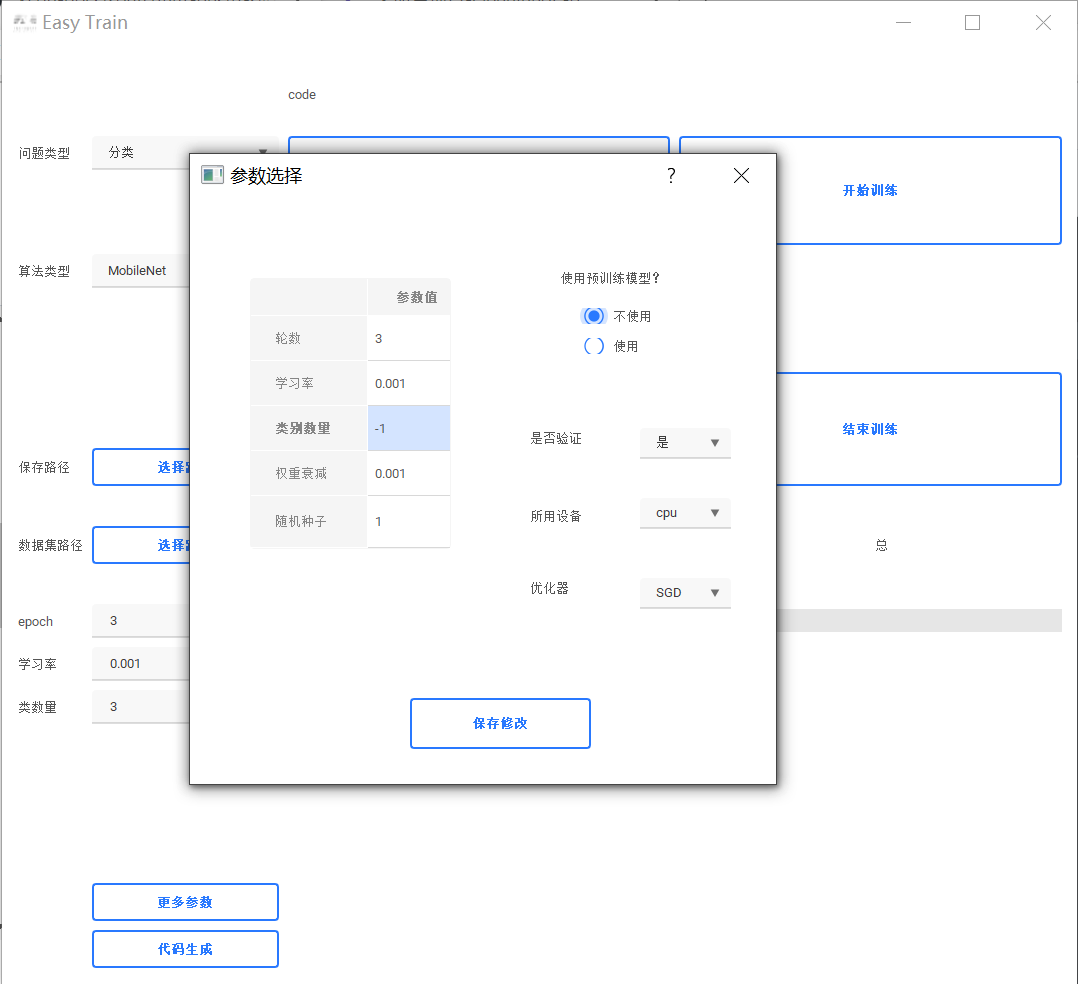 Easy Train
code
问题类型
分类
开始训练
算法类型
MobileNet
结束训练
保存路径
选择
数据集路径
选择
总
epoch
3
学习率
0.001
类数量
3
更多参数
代码生成
参数选择
?
参数值
轮数
3
学习率
0.001
类别数量
-1
权重衰减
0.001
随机种子
1
使用预训练模型?
不使用
使用
是否验证
是
所用设备
cpu
优化器
SGD
保存修改